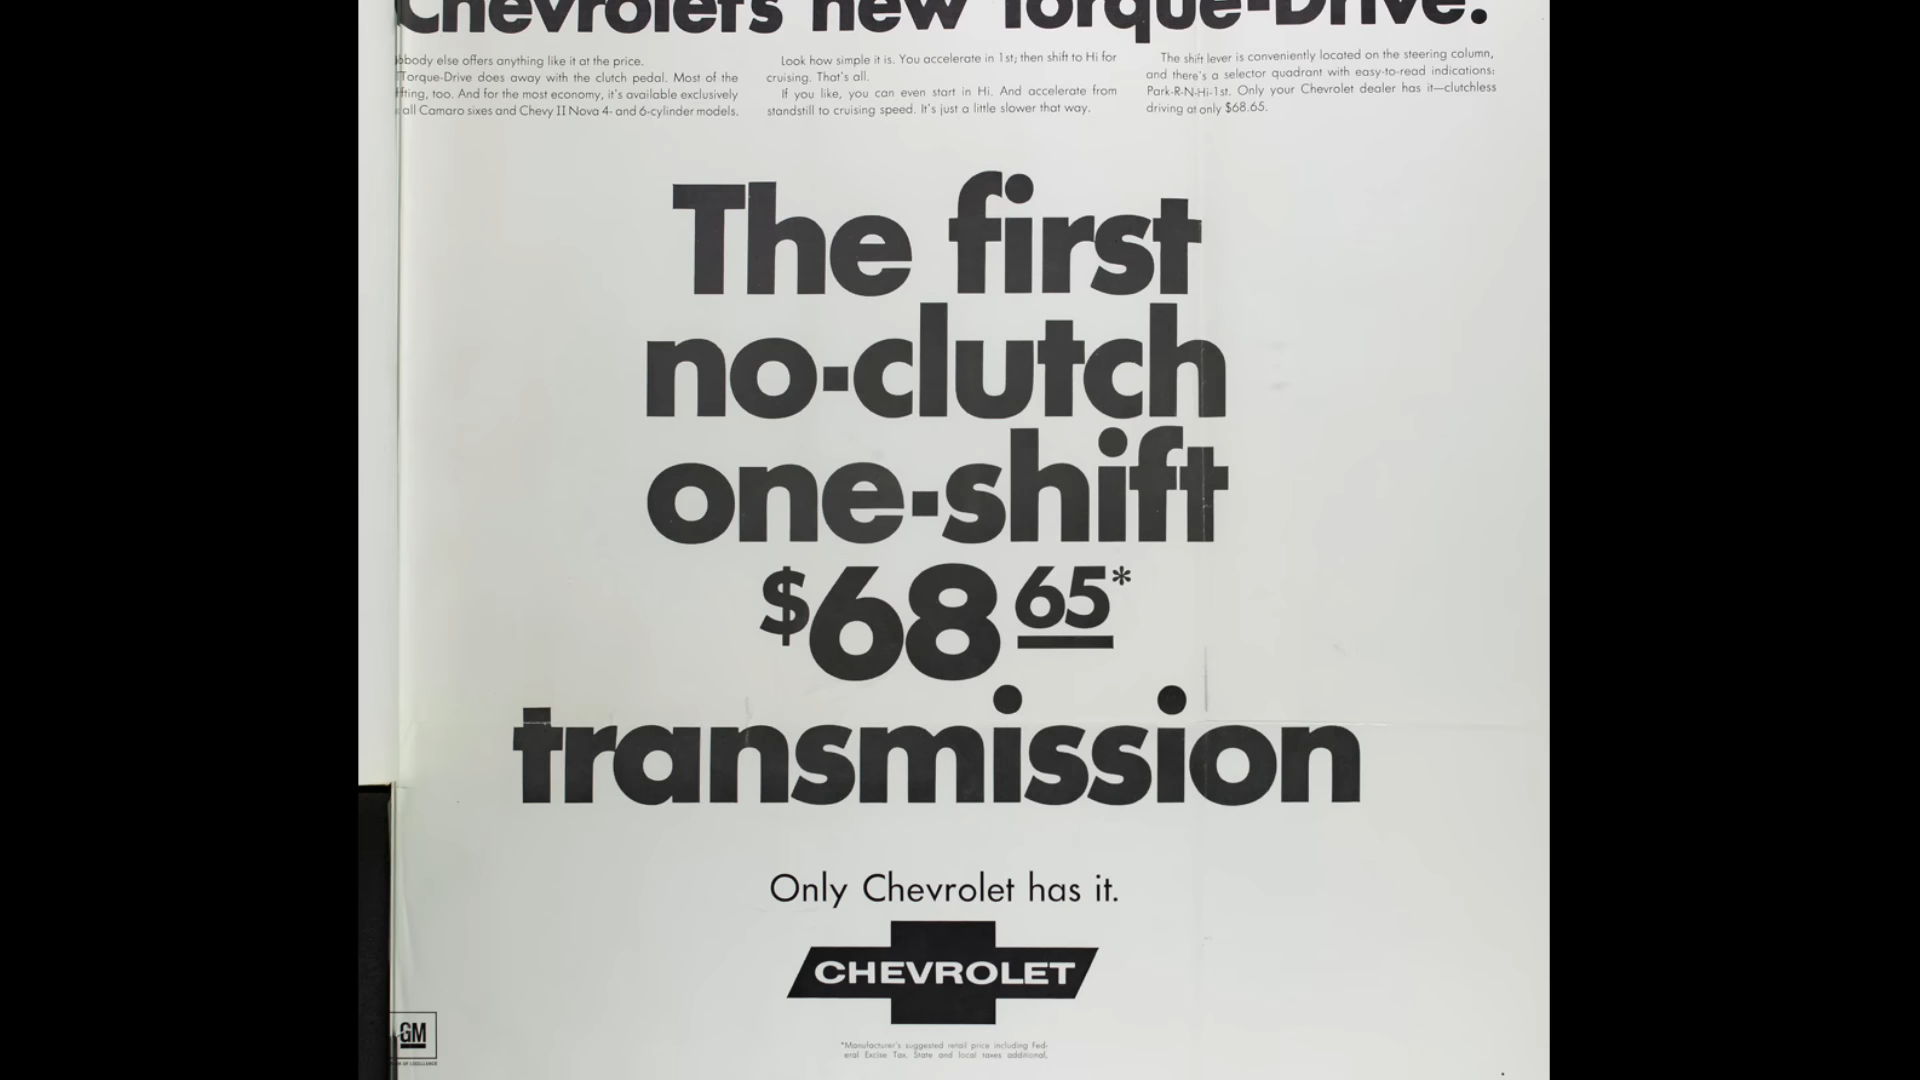 Chevrolet's new Torque-Drive.
body else offers anything like it at the price.
Torque-Drive does away with the clutch pedal. Most of the
fting, too. And for the most economy, it's available exclusively
all Camaro sixes and Chevy II Nova 4- and 6-cylinder models.
Look how simple it is. You accelerate in 1st; then shift to Hi for
cruising. That's all.
If you like, you can even start in Hi. And accelerate from
standstill to cruising speed. It's just a little slower that way.
The shift lever is conveniently located on the steering column,
and there's a selector quadrant with easy-to-read indications:
Park-R-N-Hi-1st. Only your Chevrolet dealer has it—clutchless
driving at only $68.65.
The first
no-clutch
one-shift
$68 65*
transmission
Only Chevrolet has it.
CHEVROLET
GM
*Manufacturer's suggested retail price including Fed-
eral Excise Tax. State and local taxes additional.